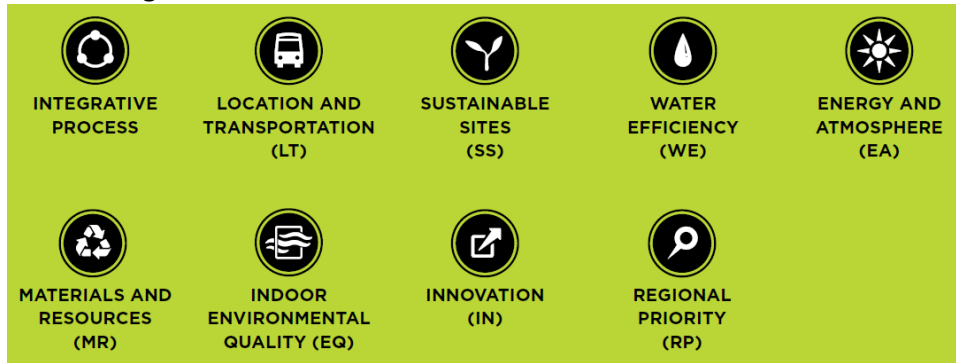 INTEGRATIVE
PROCESS
LOCATION AND
TRANSPORTATION
(LT)
SUSTAINABLE
SITES
(SS)
WATER
EFFICIENCY
(WE)
ENERGY AND
ATMOSPHERE
(EA)
MATERIALS AND
RESOURCES
(MR)
INDOOR
ENVIRONMENTAL
QUALITY (EQ)
INNOVATION
(IN)
REGIONAL
PRIORITY
(RP)